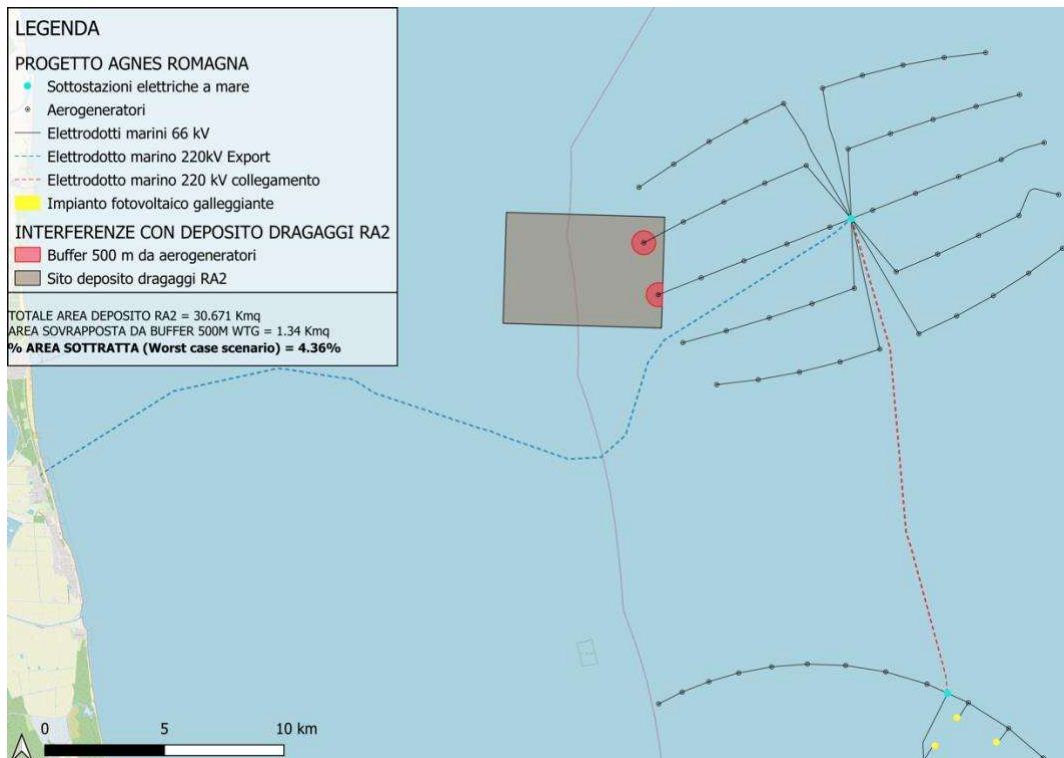 LEGENDA
PROGETTO AGNES ROMAGNA
Sottostazioni elettriche a mare
Aerogeneratori
Elettrodotti marini 66 kV
Elettrodotto marino 220kV Export
Elettrodotto marino 220 kV collegamento
Impianto fotovoltaico galleggiante
INTERFERENZE CON DEPOSITO DRAGAGGI RA2
Buffer 500 m da aerogeneratori
Sito deposito dragaggi RA2
TOTALE AREA DEPOSITO RA2 = 30.671 Kmq
AREA SOVRAPPOSTA DA BUFFER 500M WTG = 1.34 Kmq
% AREA SOTTRATTA (Worst case scenario) = 4.36%
0 5 10 km